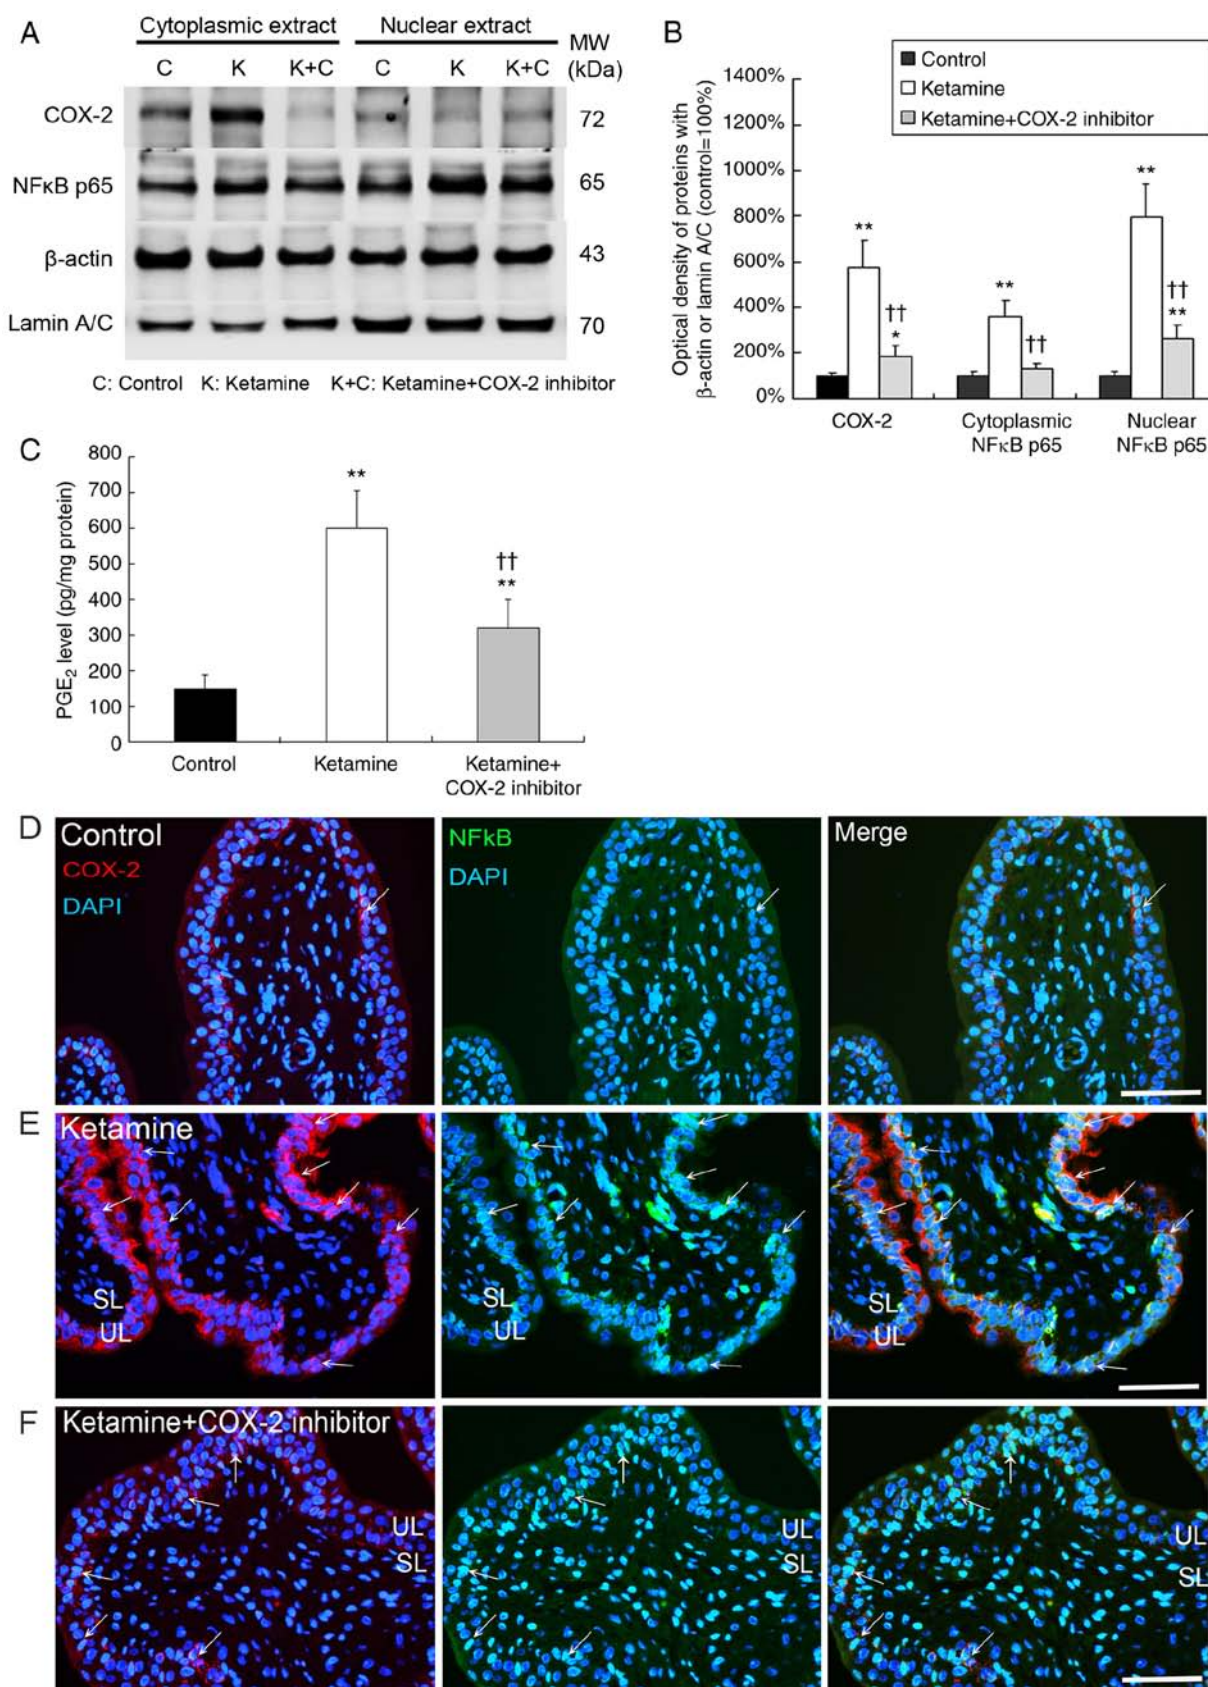 A
Cytoplasmic extract Nuclear extract
MW
(kDa)
C K K+C C K K+C
COX-2 72
NFκB p65 65
β-actin 43
Lamin A/C 70
C: Control K: Ketamine K+C: Ketamine+COX-2 inhibitor
B
Control
Ketamine
Ketamine+COX-2 inhibitor
Optical density of proteins with
β-actin or lamin A/C (control=100%)
1400%
1200%
1000%
800%
600%
400%
200%
0%
**
††
*
**
††
**
††
**
COX-2
Cytoplasmic
NFκB p65
Nuclear
NFκB p65
C
PGE₂ level (pg/mg protein)
800
700
600
500
400
300
200
100
0
**
††
**
Control
Ketamine
Ketamine+
COX-2 inhibitor
D
Control
COX-2
DAPI
NFkB
DAPI
Merge
E
Ketamine
SL
UL
SL
UL
SL
UL
F
Ketamine+COX-2 inhibitor
UL
SL
UL
SL
UL
SL